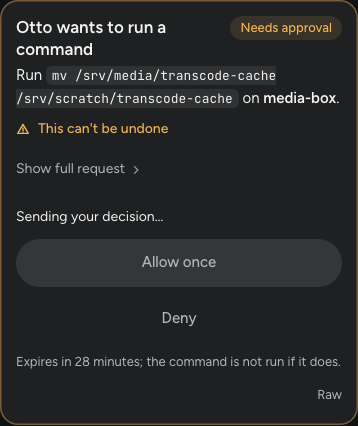 Otto wants to run a
command
Needs approval
Run mv /srv/media/transcode-cache
/srv/scratch/transcode-cache on media-box.
This can't be undone
Show full request
Sending your decision…
Allow once
Deny
Expires in 28 minutes; the command is not run if it does.
Raw